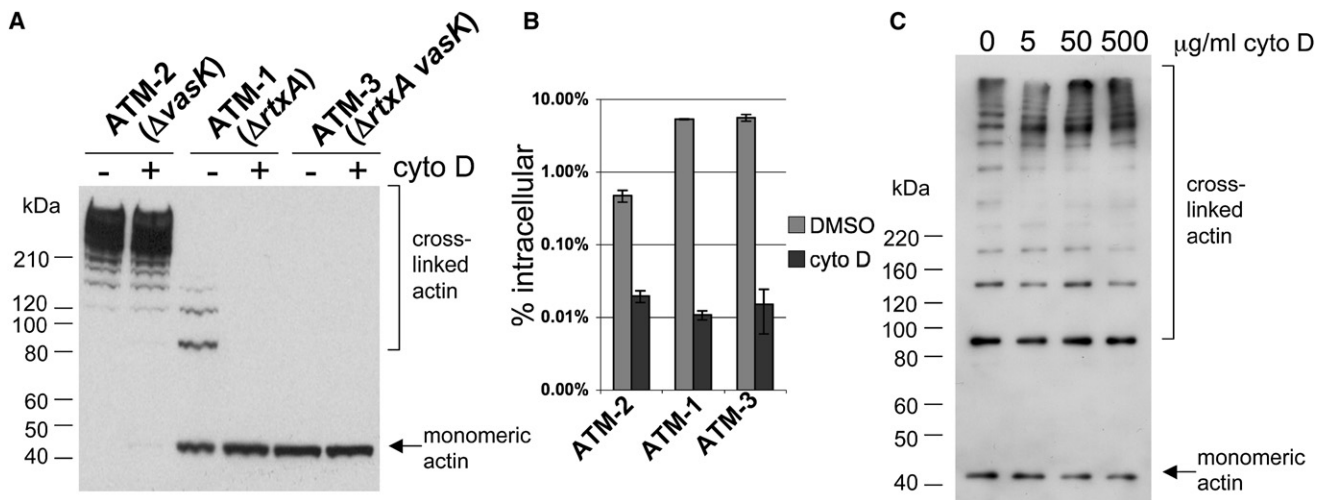 A
ATM-2
(ΔvasK)
ATM-1
(ΔrtxA)
ATM-3
(ΔrtxA vasK)
- + - + - + cyto D
kDa
210
120
100
80
60
50
40
cross-
linked
actin
monomeric
actin
B
% intracellular
10.00%
1.00%
0.10%
0.01%
0.00%
ATM-2
ATM-1
ATM-3
DMSO
cyto D
C
0 5 50 500 μg/ml cyto D
kDa
220
160
120
100
80
60
50
40
cross-
linked
actin
monomeric
actin